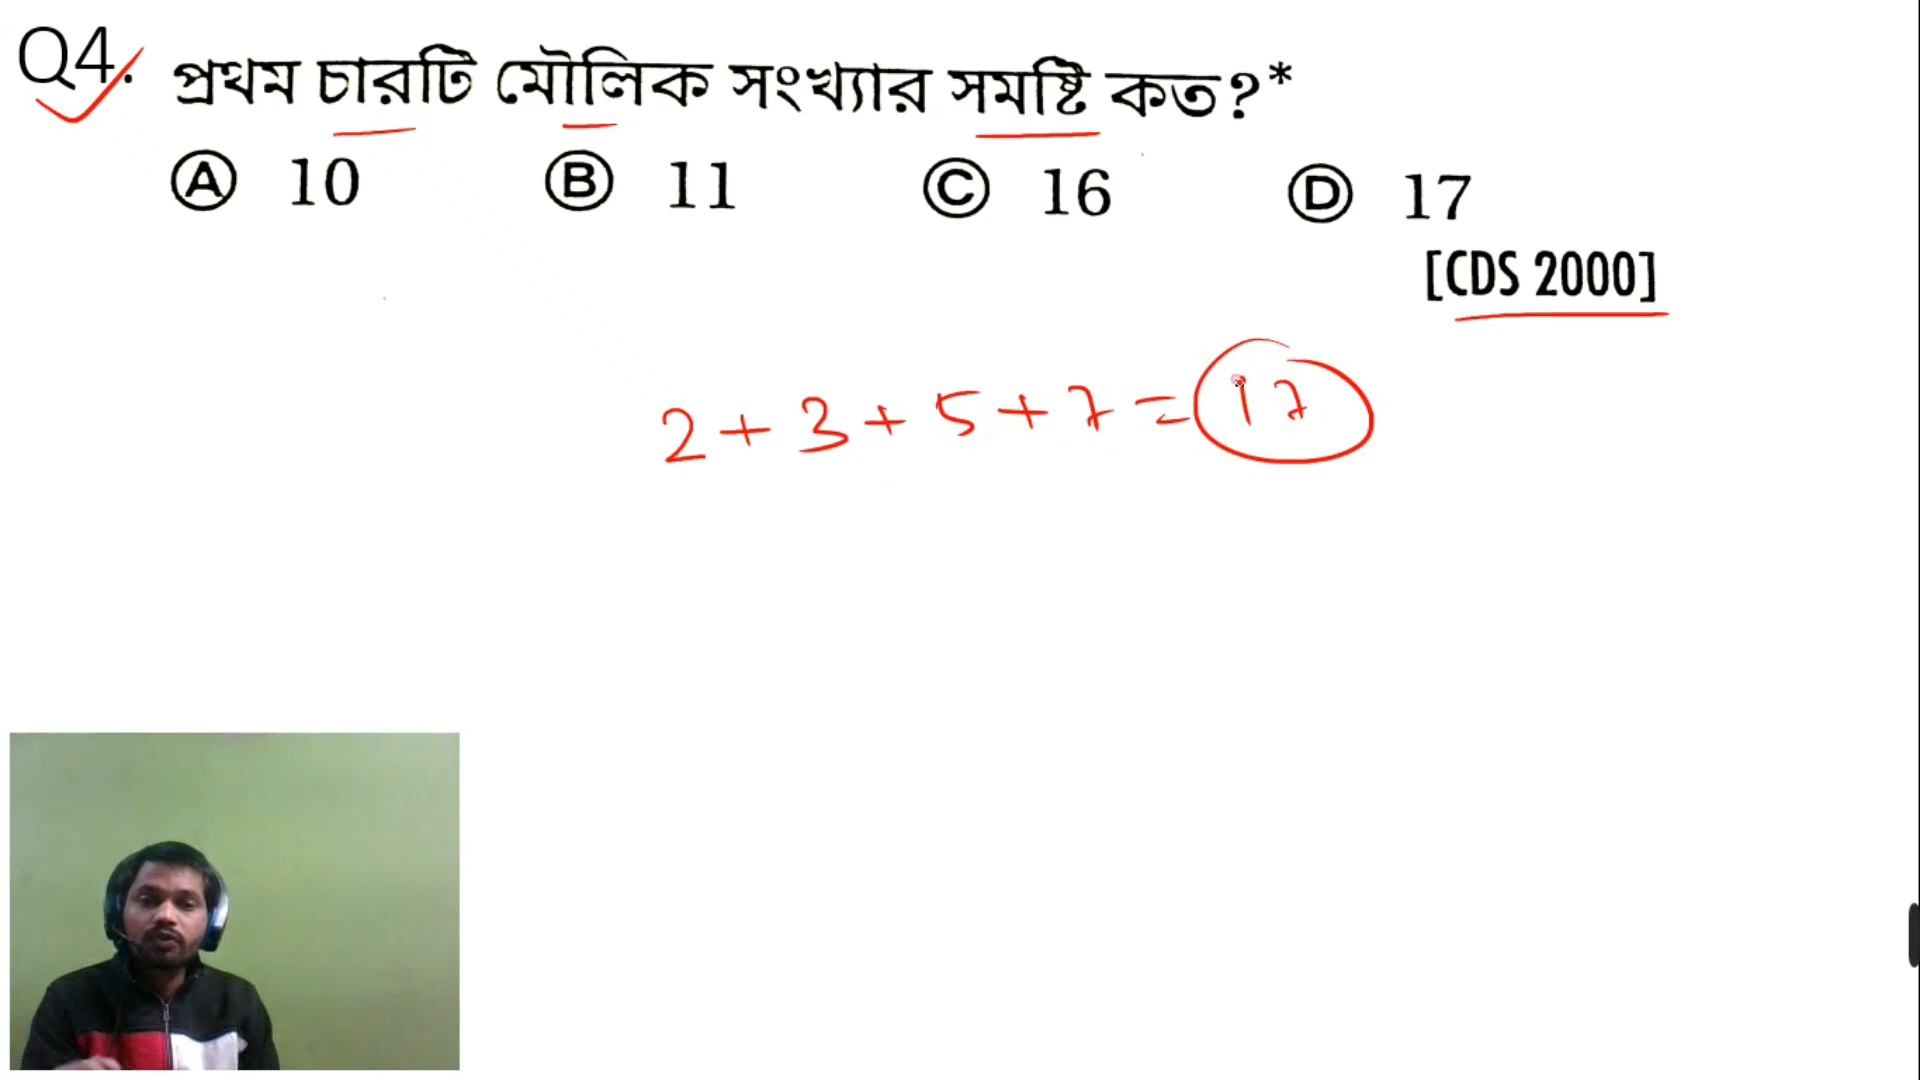 Q4. প্রথম চারটি মৌলিক সংখ্যার সমষ্টি কত?*
Ⓐ 10 Ⓑ 11 Ⓒ 16 Ⓓ 17
[CDS 2000]
2 + 3 + 5 + 7 = 17